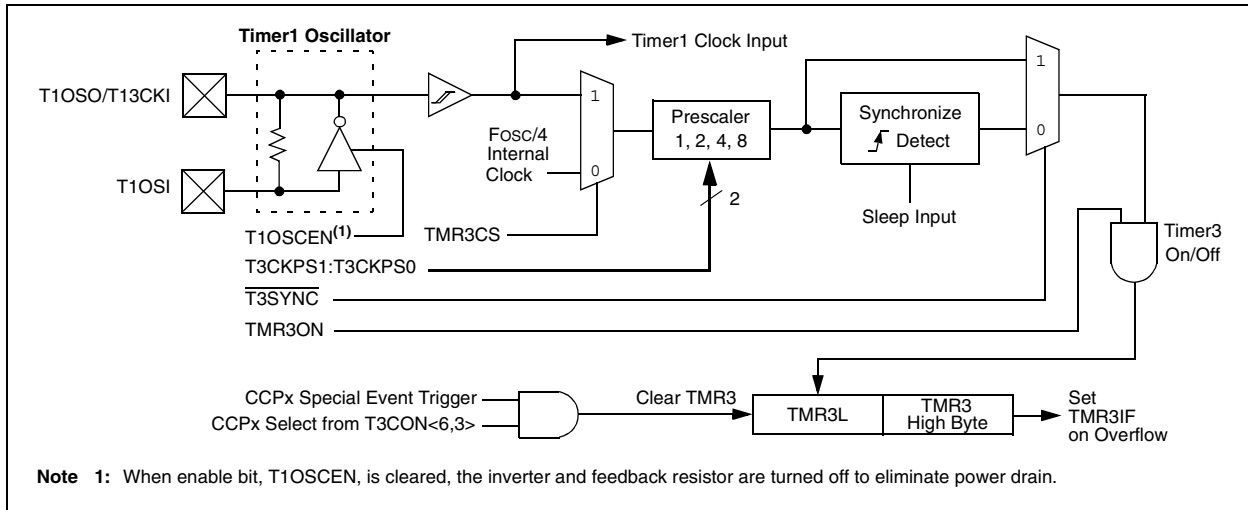 Timer1 Oscillator
Timer1 Clock Input
T1OSO/T13CKI
1
FOSC/4
Internal
Clock
0
Prescaler
1, 2, 4, 8
Synchronize
Detect
1
0
T1OSI
2
Sleep Input
T1OSCEN(1)
TMR3CS
Timer3
On/Off
T3CKPS1:T3CKPS0
T3SYNC
TMR3ON
CCPx Special Event Trigger
CCPx Select from T3CON<6,3>
Clear TMR3
TMR3L
TMR3
High Byte
Set
TMR3IF
on Overflow
Note 1: When enable bit, T1OSCEN, is cleared, the inverter and feedback resistor are turned off to eliminate power drain.